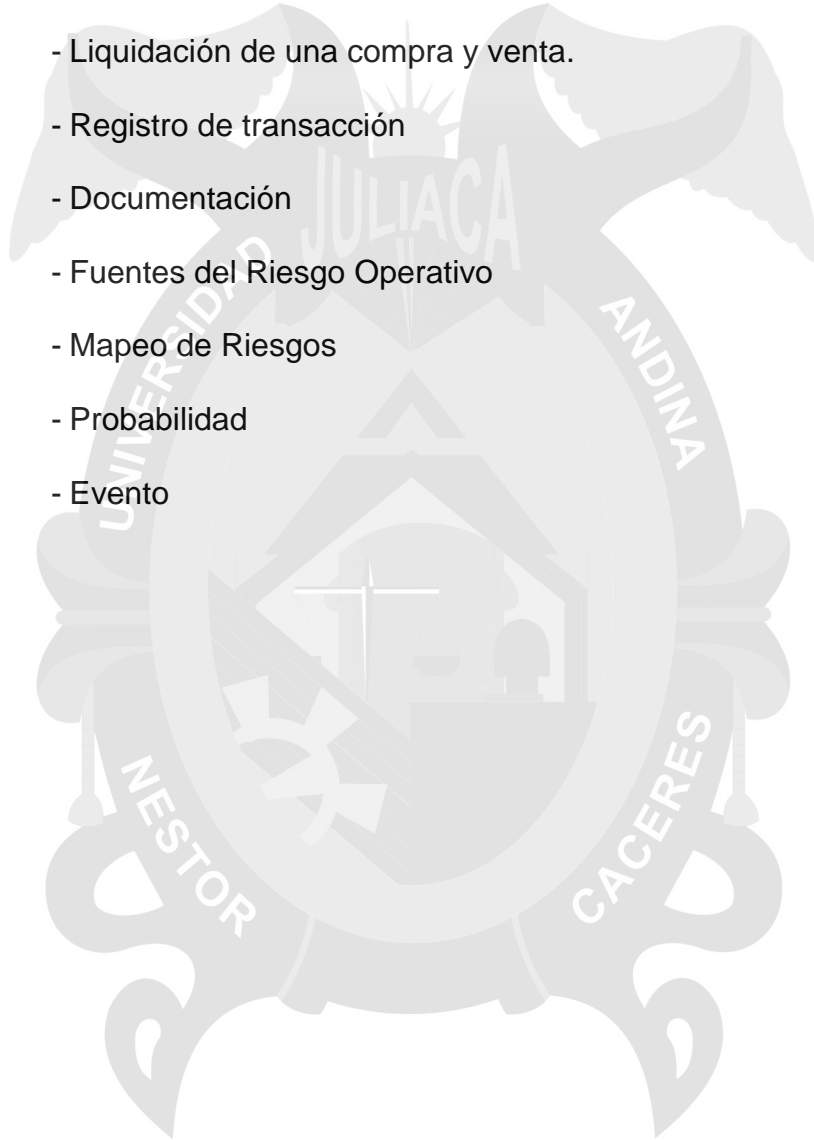 - Liquidación de una compra y venta.
- Registro de transacción
- Documentación
- Fuentes del Riesgo Operativo
- Mapeo de Riesgos
- Probabilidad
- Evento
JULIACA
UNIVERSIDAD
ANDINA
NESTOR
CACERES